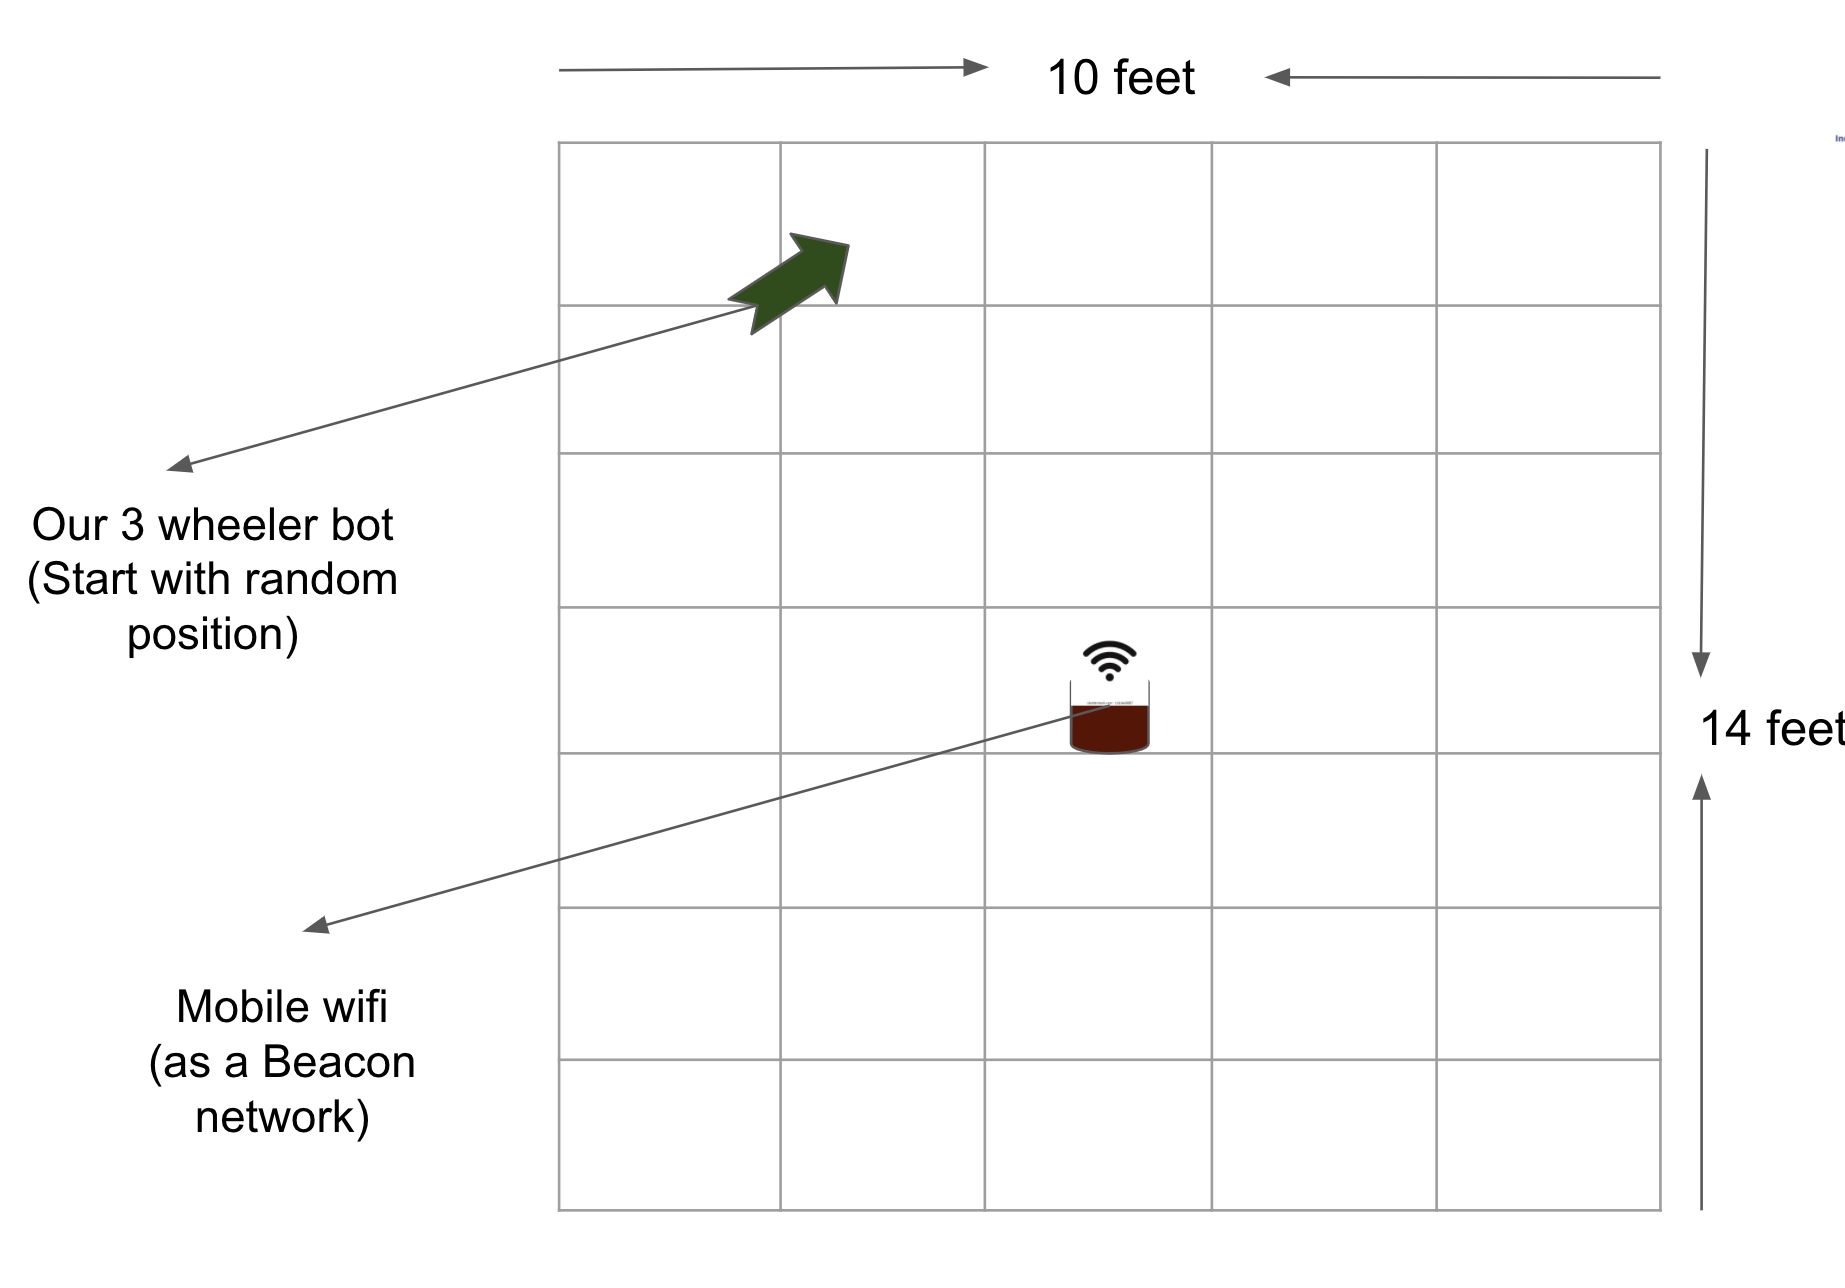 10 feet
Our 3 wheeler bot
(Start with random
position)
14 feet
Mobile wifi
(as a Beacon
network)